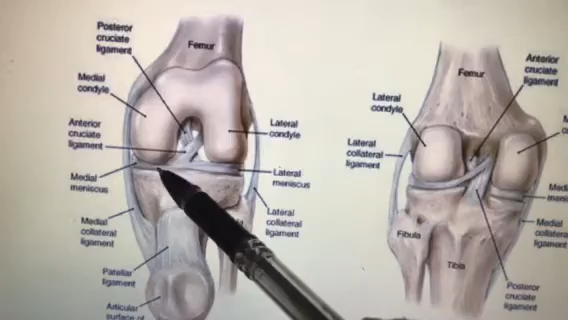 Posterior
cruciate
ligament
Femur
Medial
condyle
Anterior
cruciate
ligament
Lateral
condyle
Medial
meniscus
Lateral
meniscus
Medial
collateral
ligament
Lateral
collateral
ligament
Patellar
ligament
Articular
surface of
Anterior
cruciate
ligament
Femur
Lateral
condyle
Lateral
collateral
ligament
Medial
collateral
ligament
Fibula
Tibia
Posterior
cruciate
ligament